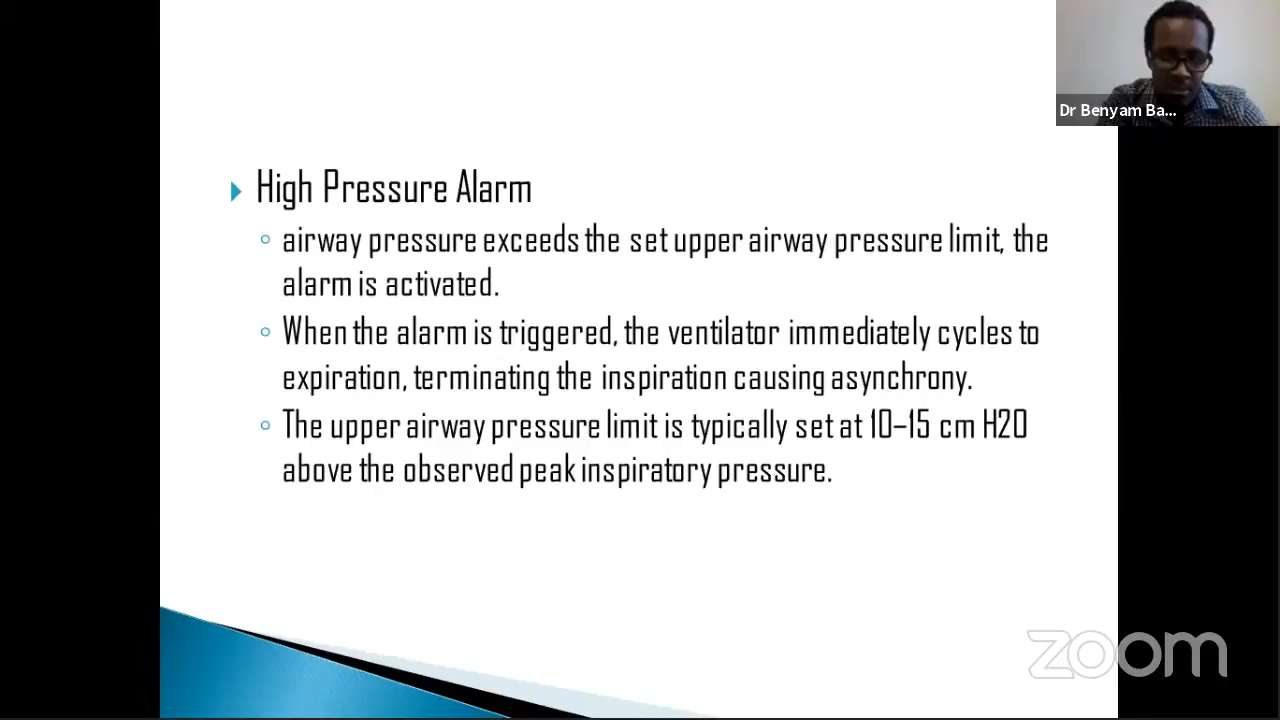 Dr Benyam Ba...
High Pressure Alarm
airway pressure exceeds the set upper airway pressure limit, the
alarm is activated.
When the alarm is triggered, the ventilator immediately cycles to
expiration, terminating the inspiration causing asynchrony.
The upper airway pressure limit is typically set at 10–15 cm H2O
above the observed peak inspiratory pressure.
zoom